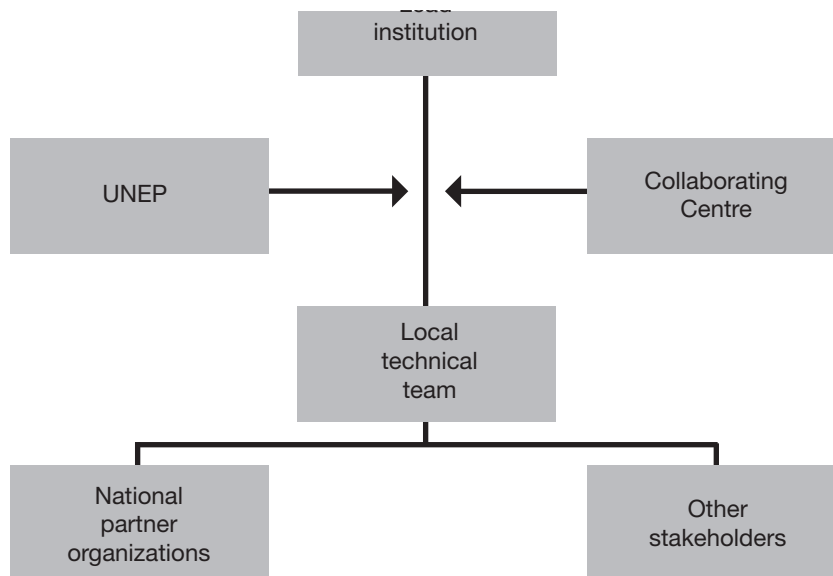 institution
UNEP
Collaborating
Centre
Local
technical
team
National
partner
organizations
Other
stakeholders